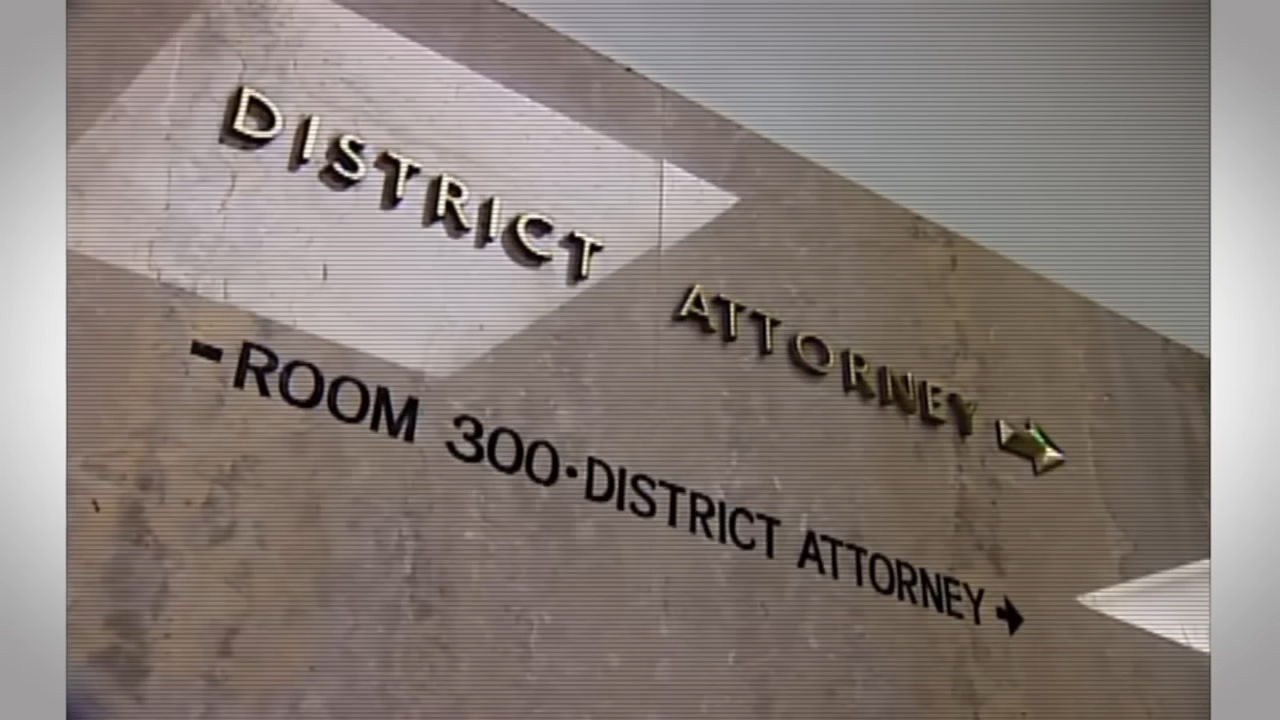 DISTRICT ATTORNEY →
-ROOM 300·DISTRICT ATTORNEY →